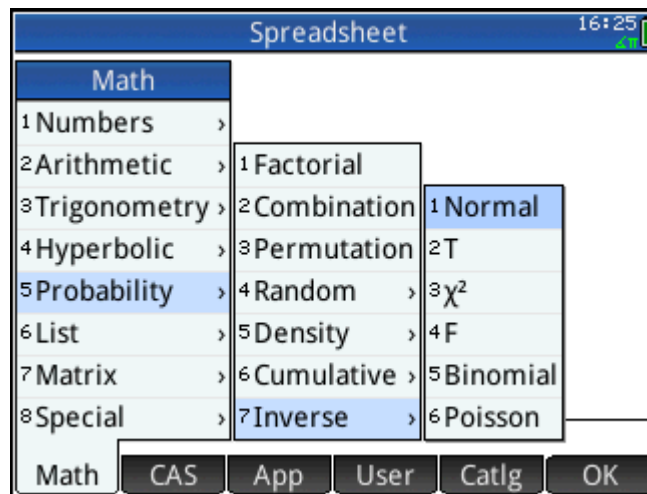 Spreadsheet 16:25
∡π
Math
1 Numbers ›
2 Arithmetic ›
3 Trigonometry ›
4 Hyperbolic ›
5 Probability ›
6 List ›
7 Matrix ›
8 Special ›
1 Factorial
2 Combination
3 Permutation
4 Random ›
5 Density ›
6 Cumulative ›
7 Inverse ›
1 Normal
2 T
3 χ²
4 F
5 Binomial
6 Poisson
Math CAS App User Catlg OK